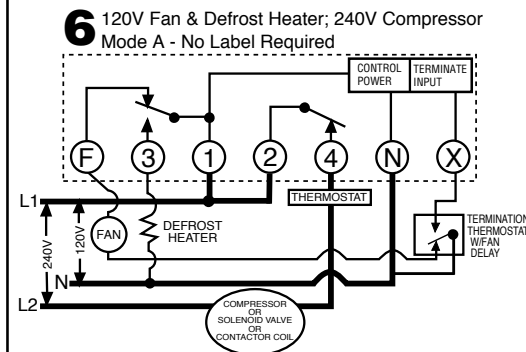 6 120V Fan & Defrost Heater; 240V Compressor
Mode A - No Label Required
CONTROL
POWER
TERMINATE
INPUT
F 3 1 2 4 N X
THERMOSTAT
L1
FAN
DEFROST
HEATER
TERMINATION
THERMOSTAT
W/FAN
DELAY
240V
120V
N
L2
COMPRESSOR
OR
SOLENOID VALVE
OR
CONTACTOR COIL